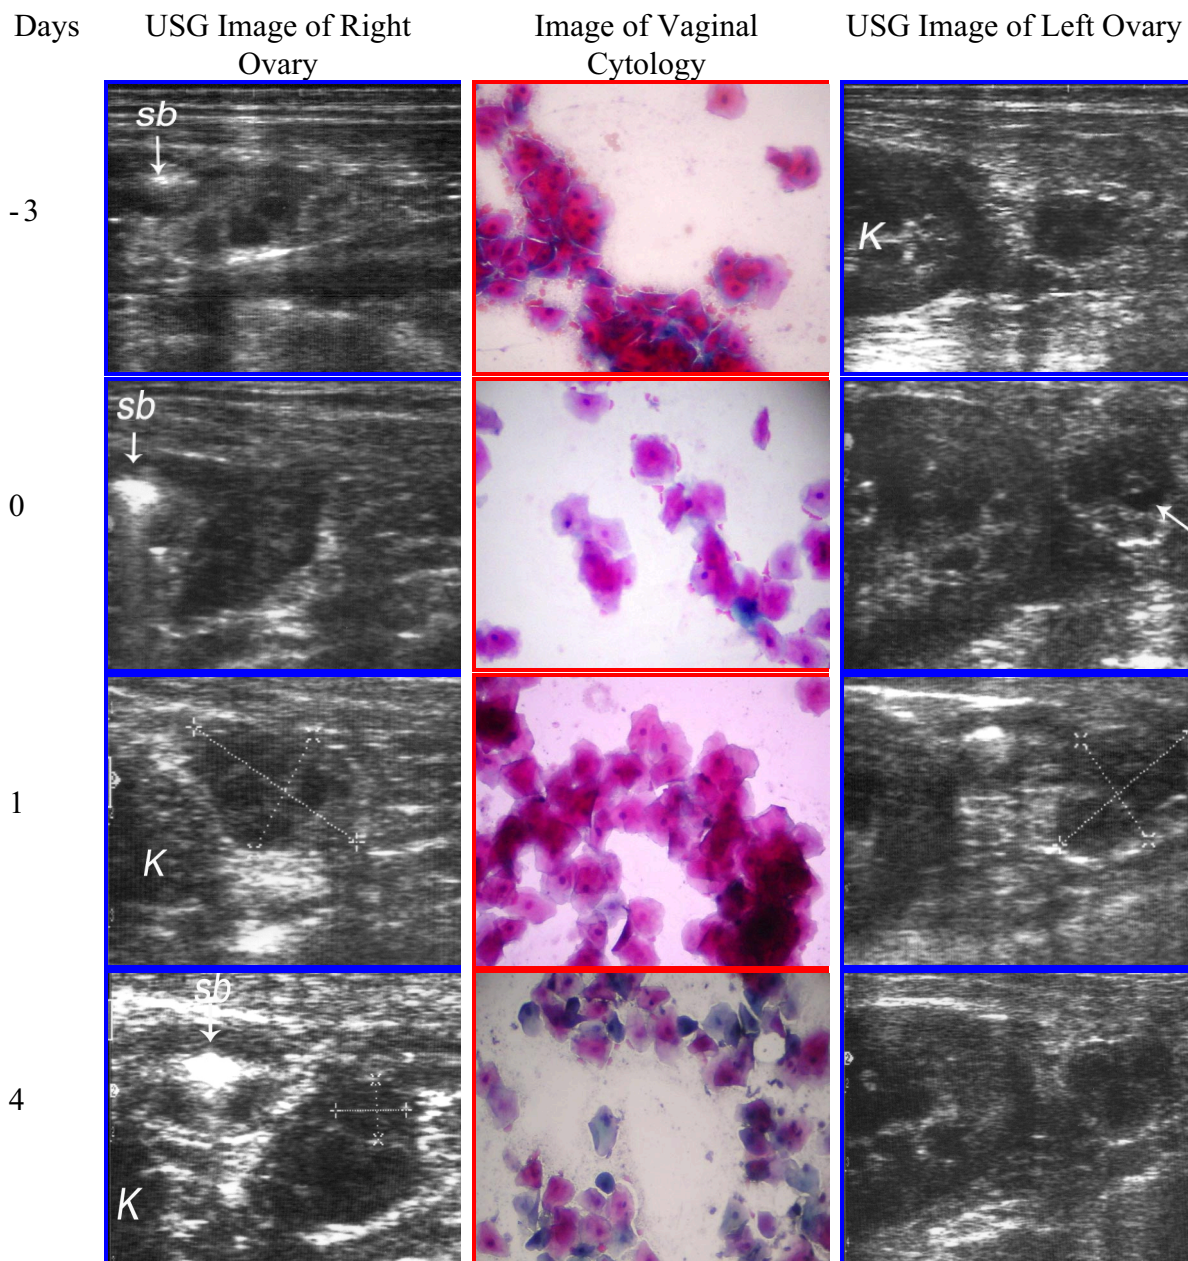 Days USG Image of Right Ovary Image of Vaginal Cytology USG Image of Left Ovary
sb
-3
K
sb
0
1
K
sb
4
K